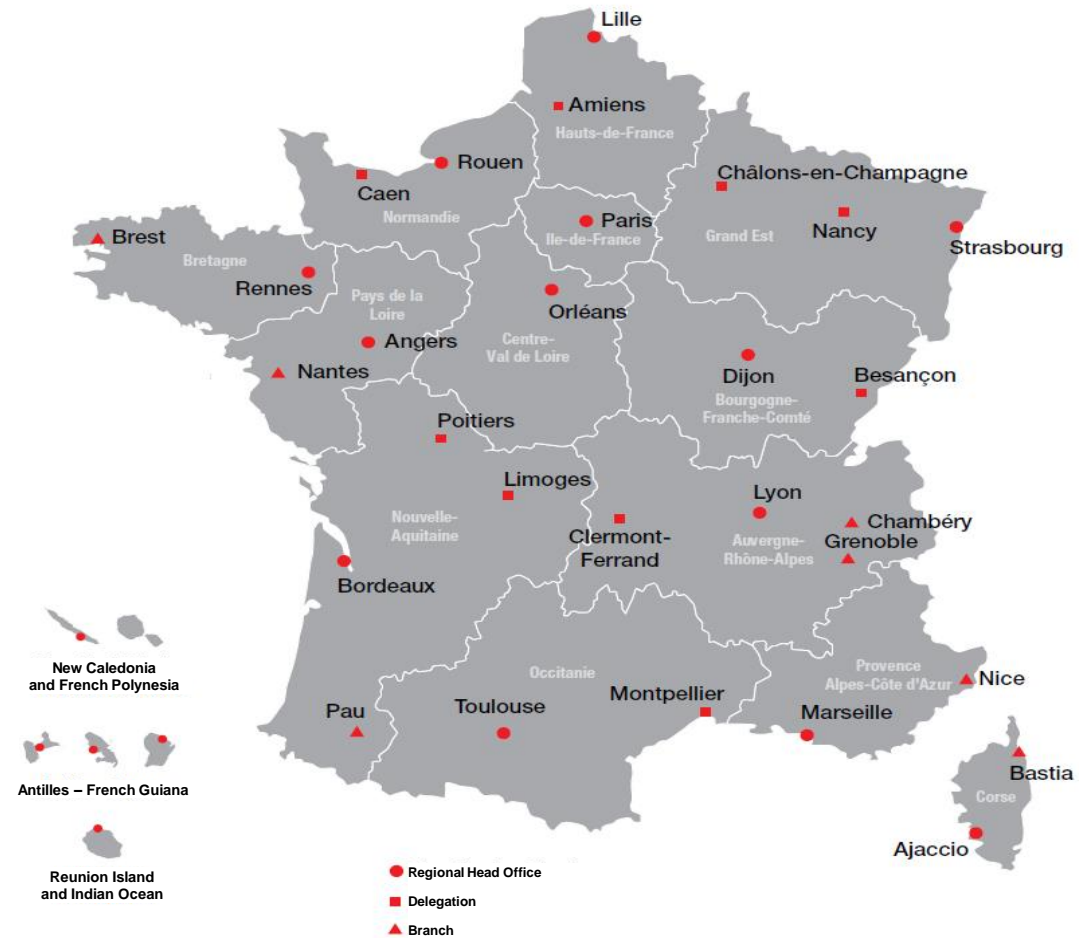 Lille
Amiens
Hauts-de-France
Rouen
Caen
Normandie
Châlons-en-Champagne
Nancy
Grand Est
Strasbourg
Paris
Ile-de-France
Brest
Bretagne
Rennes
Pays de la
Loire
Angers
Nantes
Orléans
Centre-
Val de Loire
Dijon
Besançon
Bourgogne-
Franche-Comté
Poitiers
Limoges
Nouvelle-
Aquitaine
Bordeaux
Lyon
Clermont-
Ferrand
Chambéry
Grenoble
Auvergne-
Rhône-Alpes
Occitanie
Pau
Toulouse
Montpellier
Provence
Alpes-Côte d'Azur
Nice
Marseille
Bastia
Corse
Ajaccio
New Caledonia
and French Polynesia
Antilles – French Guiana
Reunion Island
and Indian Ocean
Regional Head Office
Delegation
Branch